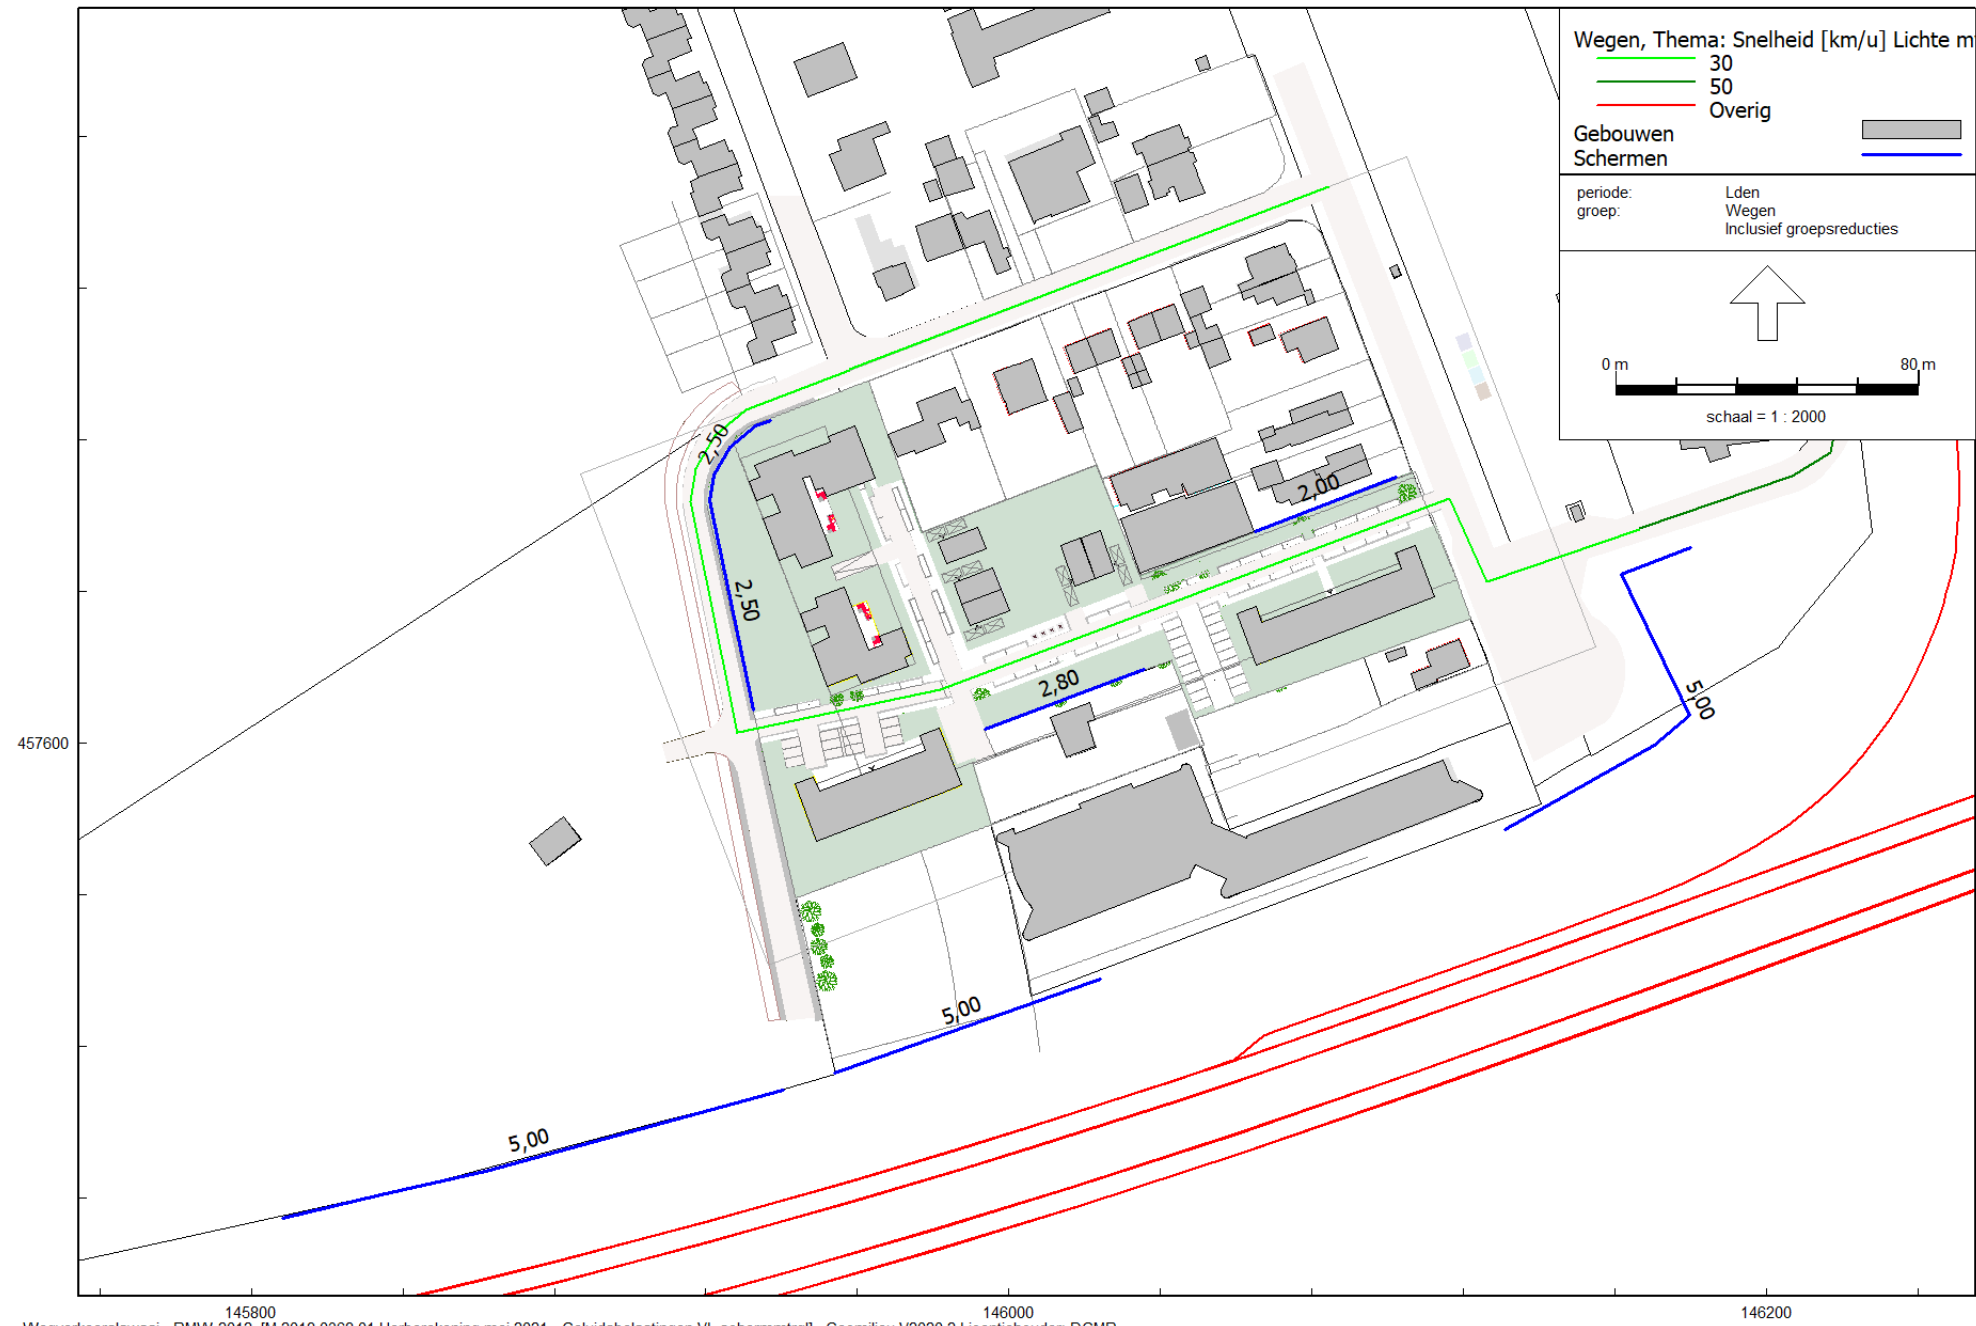 Wegen, Thema: Snelheid [km/u] Lichte m
30
50
Overig
Gebouwen
Schermen
periode: Lden
groep: Wegen
Inclusief groepsreducties
0 m 80 m
schaal = 1 : 2000
2,50
2,00
2,50
2,80
5,00
457600
5,00
5,00
145800 146000 146200